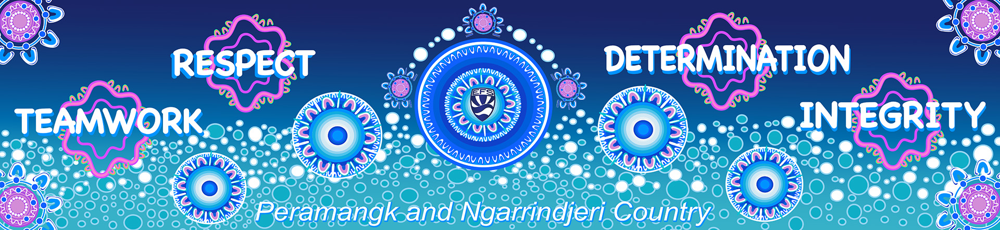 RESPECT
DETERMINATION
TEAMWORK
INTEGRITY
EFS
Peramangk and Ngarrindjeri Country